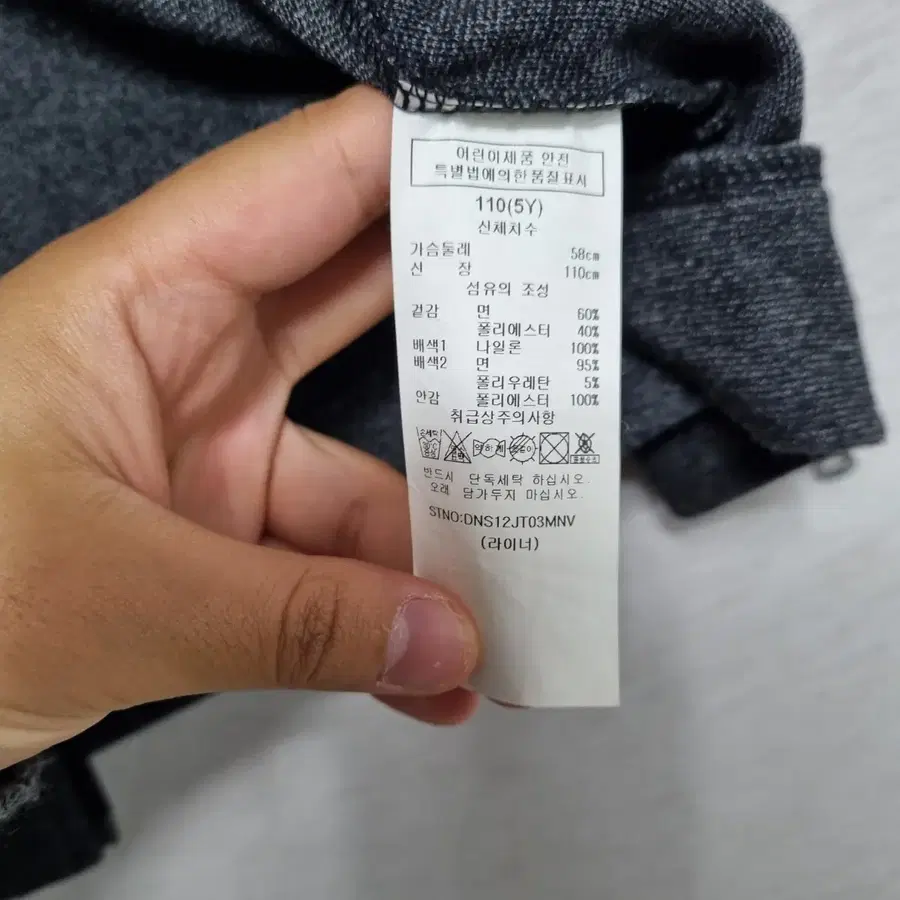 어린이제품 안전
특별법에의한품질표시
110(5Y)
신체치수
가슴둘레 58cm
신 장 110cm
섬유의 조성
겉감 면 60%
폴리에스터 40%
배색1 나일론 100%
배색2 면 95%
폴리우레탄 5%
안감 폴리에스터 100%
취급상주의사항
약하게
반드시 단독세탁 하십시오.
오래 담가두지 마십시오.
STNO:DNS12JT03MNV
(라이너)